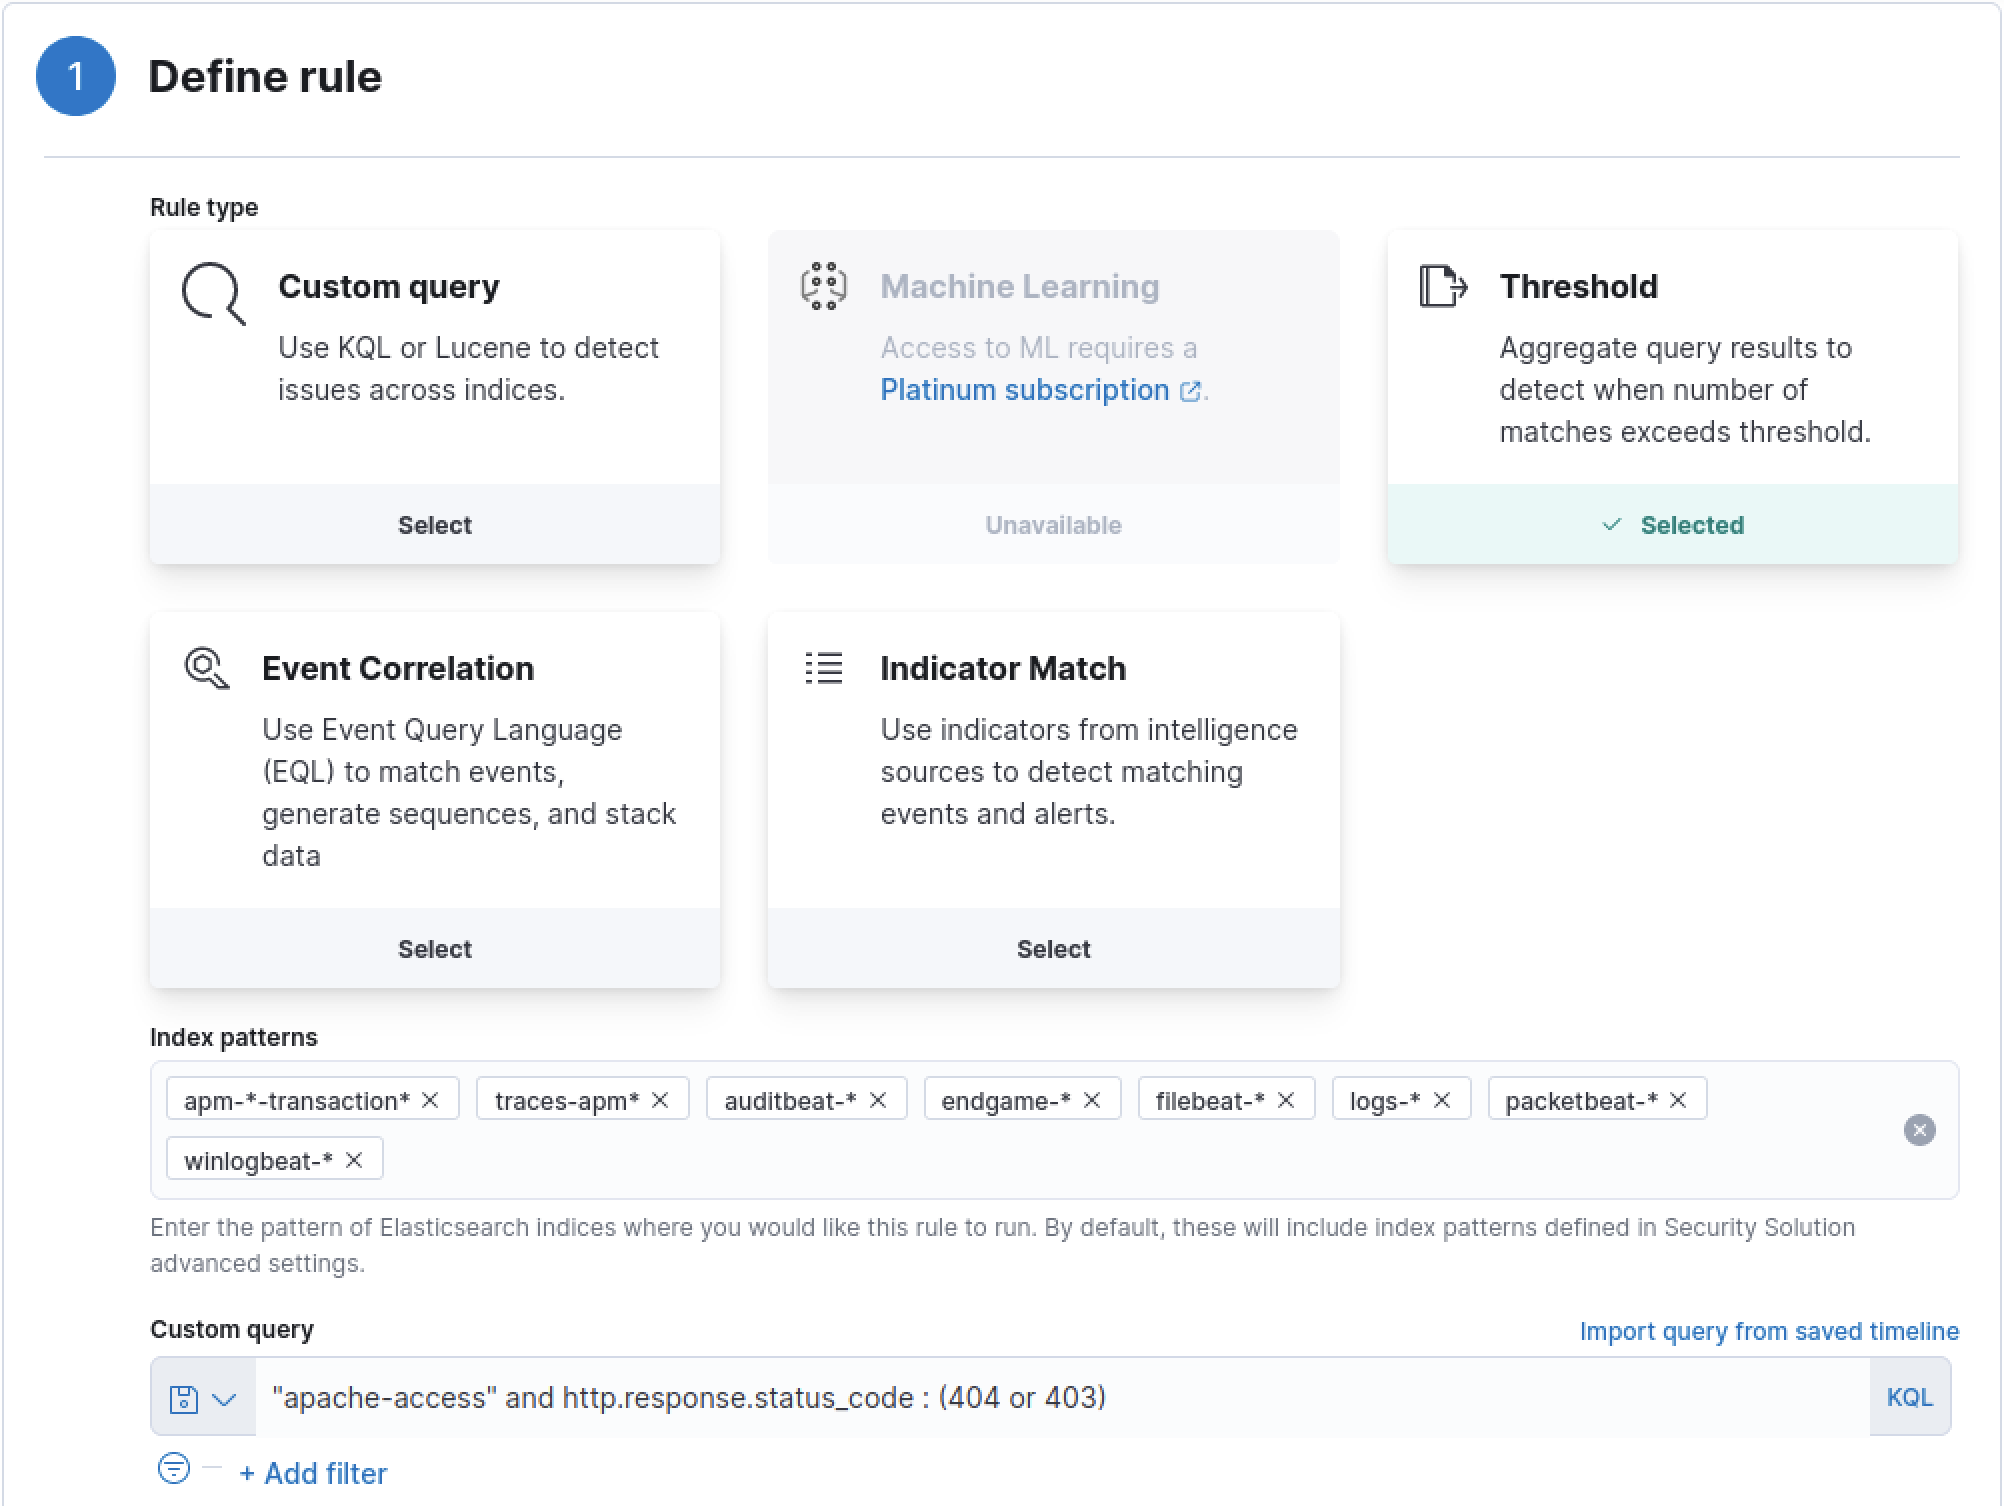 1 Define rule
Rule type
Custom query
Use KQL or Lucene to detect
issues across indices.
Select
Machine Learning
Access to ML requires a
Platinum subscription .
Unavailable
Threshold
Aggregate query results to
detect when number of
matches exceeds threshold.
Selected
Event Correlation
Use Event Query Language
(EQL) to match events,
generate sequences, and stack
data
Select
Indicator Match
Use indicators from intelligence
sources to detect matching
events and alerts.
Select
Index patterns
apm-*-transaction* traces-apm* auditbeat-* endgame-* filebeat-* logs-* packetbeat-*
winlogbeat-*
Enter the pattern of Elasticsearch indices where you would like this rule to run. By default, these will include index patterns defined in Security Solution
advanced settings.
Custom query Import query from saved timeline
"apache-access" and http.response.status_code : (404 or 403) KQL
+ Add filter